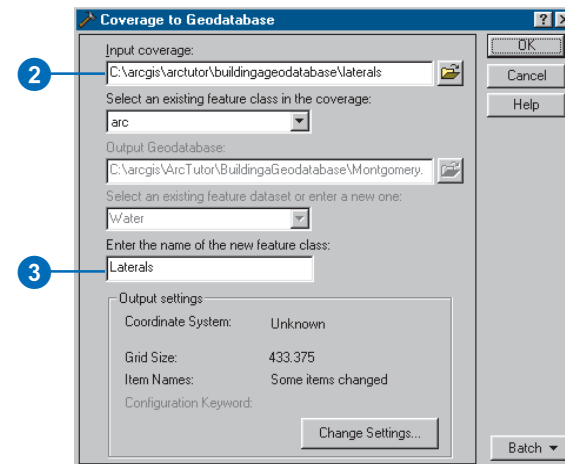 Coverage to Geodatabase
Input coverage:
2
C:\arcgis\arctutor\buildingageodatabase\laterals
Select an existing feature class in the coverage:
arc
Output Geodatabase:
C:\arcgis\ArcTutor\BuildingaGeodatabase\Montgomery.
Select an existing feature dataset or enter a new one:
Water
Enter the name of the new feature class:
3
Laterals
Output settings
Coordinate System: Unknown
Grid Size: 433.375
Item Names: Some items changed
Configuration Keyword:
Change Settings...
OK
Cancel
Help
Batch